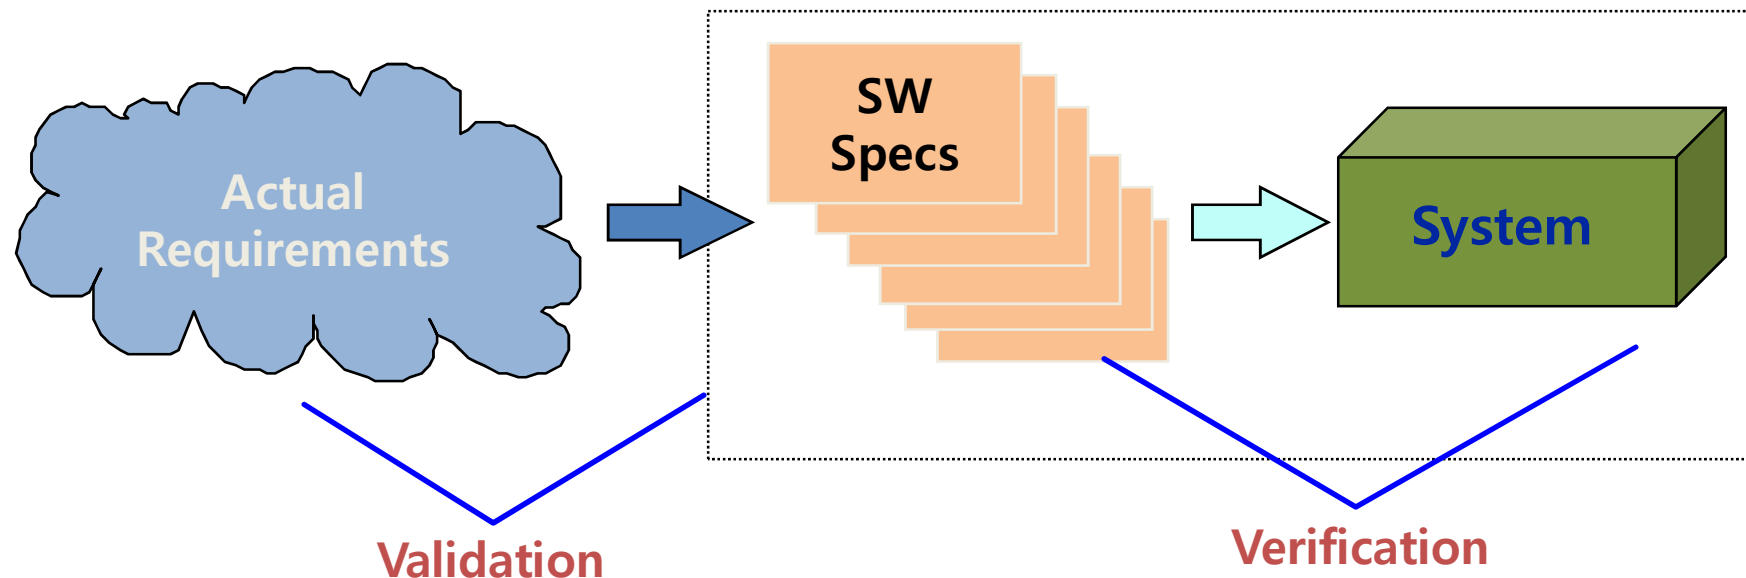 Actual
Requirements
SW
Specs
System
Validation
Verification